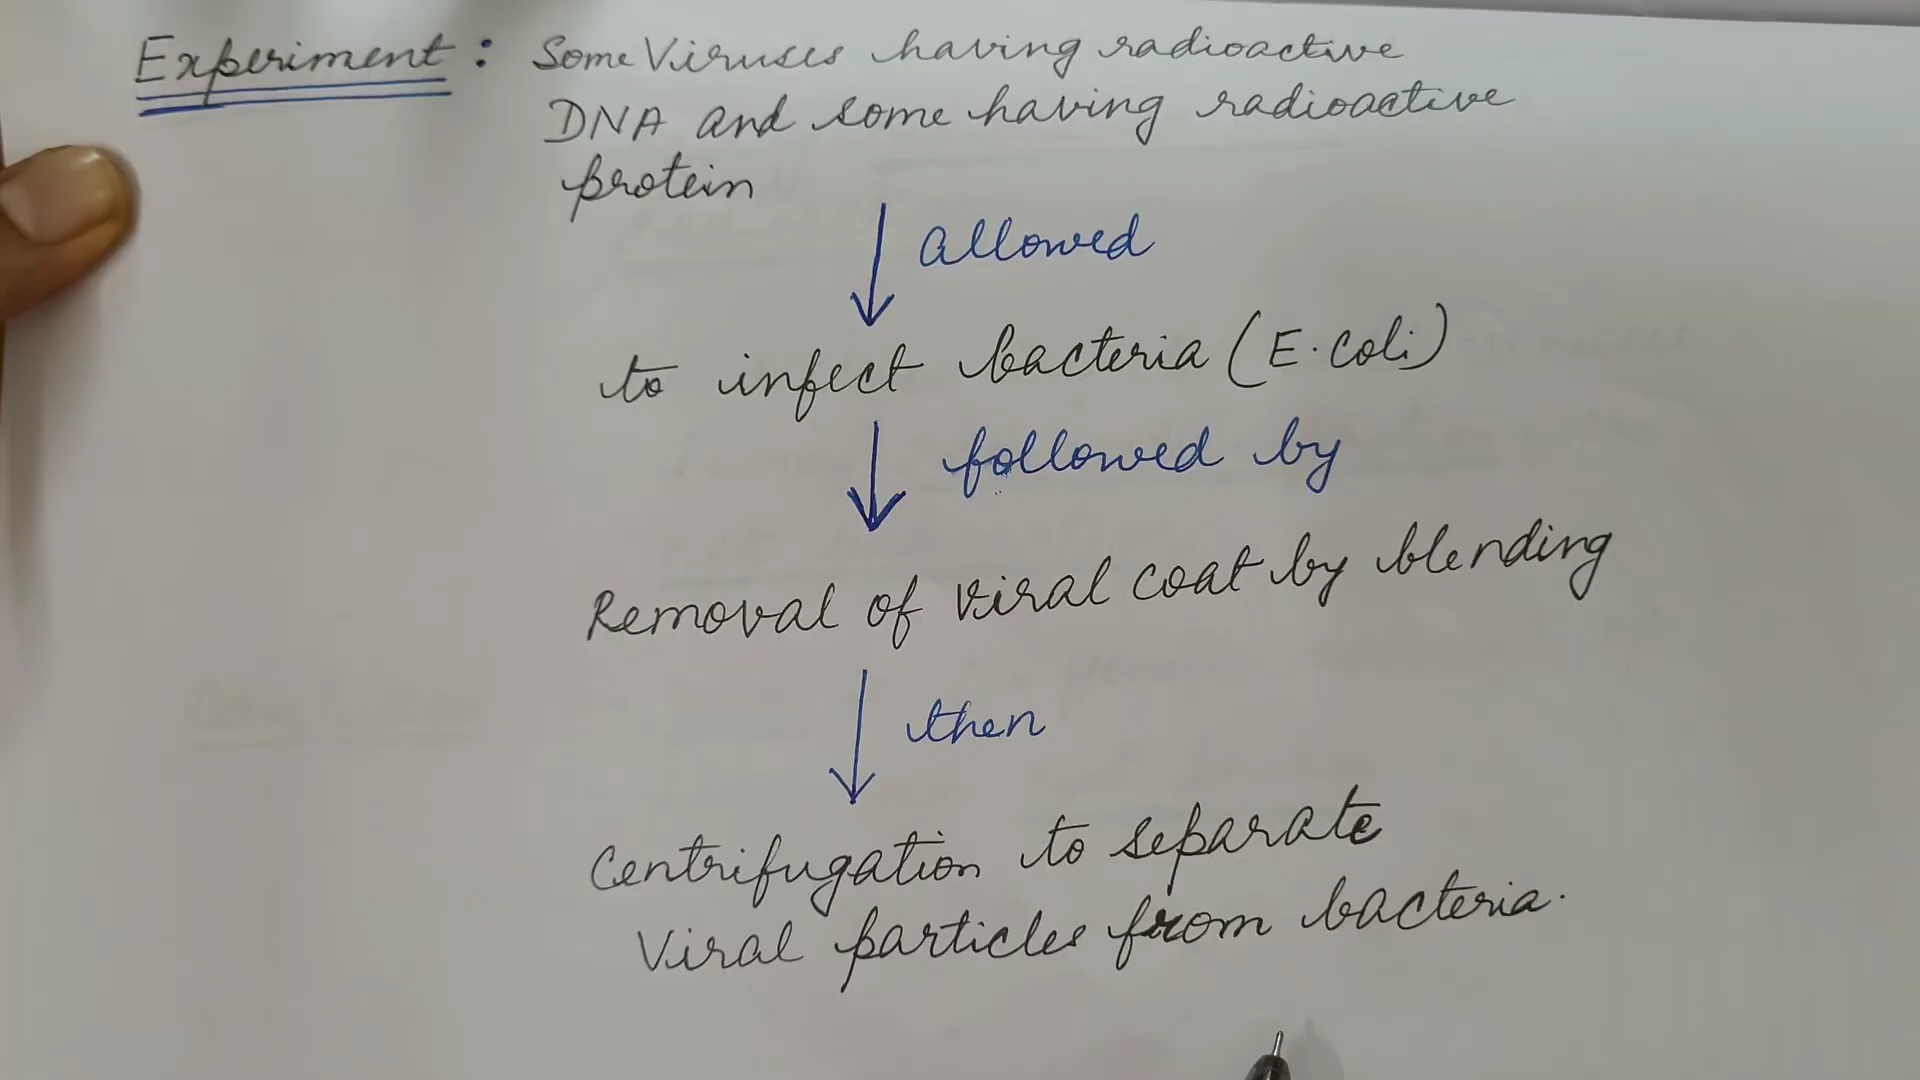 Experiment : Some Viruses having radioactive
DNA and some having radioactive
protein
allowed
to infect bacteria (E. coli)
followed by
Removal of viral coat by blending
then
Centrifugation to separate
Viral particles from bacteria.